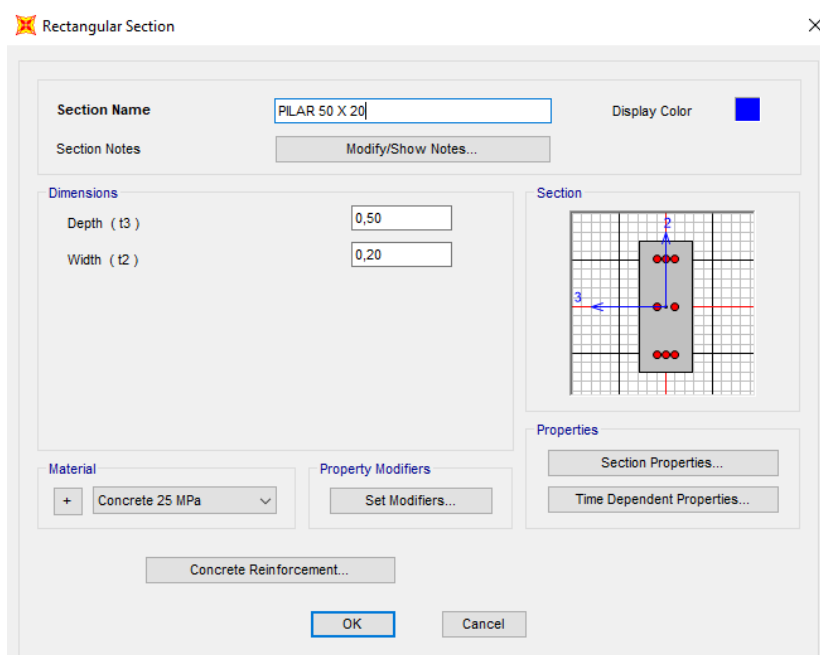 Rectangular Section
Section Name
PILAR 50 X 20
Display Color
Section Notes
Modify/Show Notes...
Dimensions
Depth ( t3 )
0,50
Width ( t2 )
0,20
Section
2
3
Properties
Section Properties...
Time Dependent Properties...
Material
+
Concrete 25 MPa
Property Modifiers
Set Modifiers...
Concrete Reinforcement...
OK
Cancel